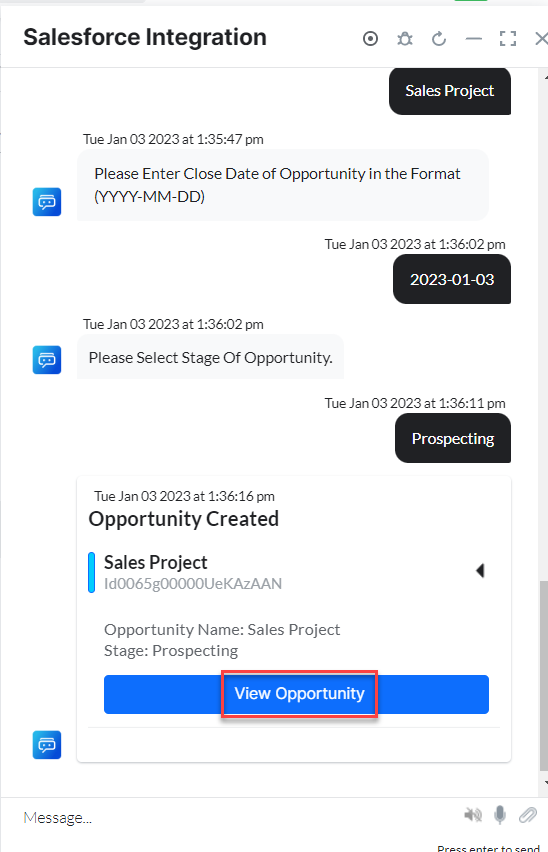 Salesforce Integration
Sales Project
Tue Jan 03 2023 at 1:35:47 pm
Please Enter Close Date of Opportunity in the Format
(YYYY-MM-DD)
Tue Jan 03 2023 at 1:36:02 pm
2023-01-03
Tue Jan 03 2023 at 1:36:02 pm
Please Select Stage Of Opportunity.
Tue Jan 03 2023 at 1:36:11 pm
Prospecting
Tue Jan 03 2023 at 1:36:16 pm
Opportunity Created
Sales Project
Id0065g00000UeKAzAAN
Opportunity Name: Sales Project
Stage: Prospecting
View Opportunity
Message...
Press enter to send